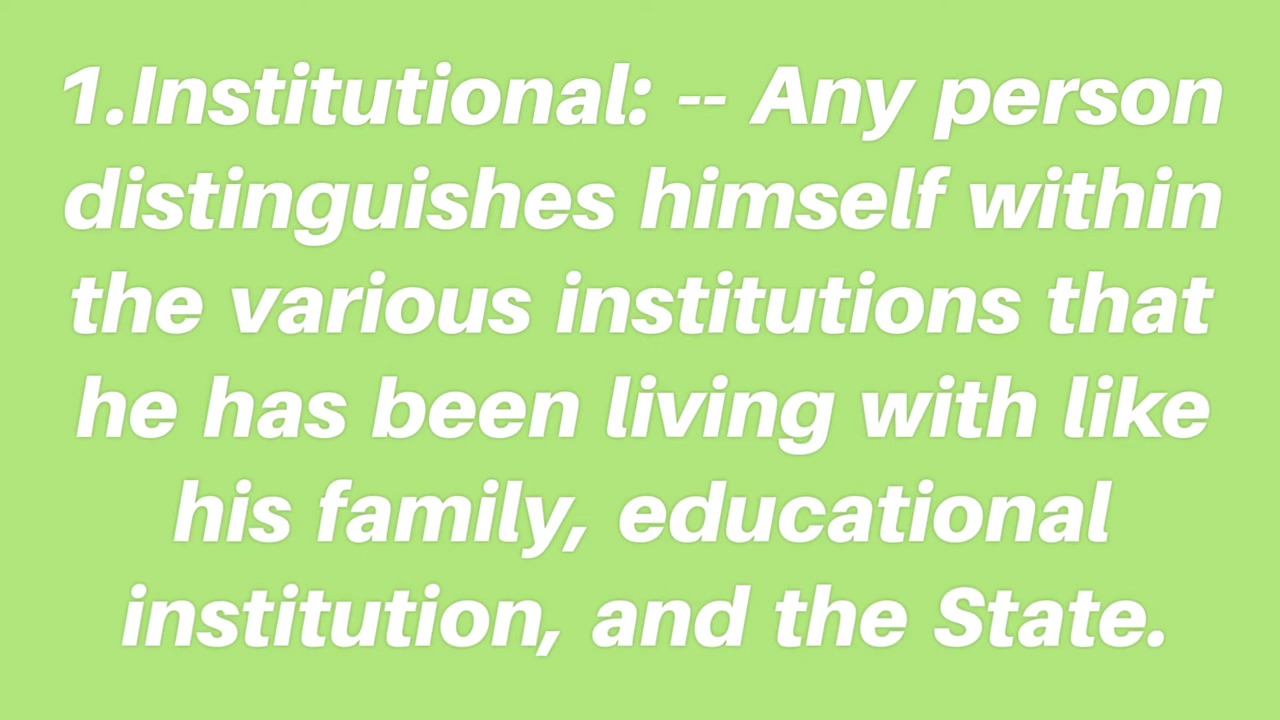 1.Institutional: -- Any person
distinguishes himself within
the various institutions that
he has been living with like
his family, educational
institution, and the State.